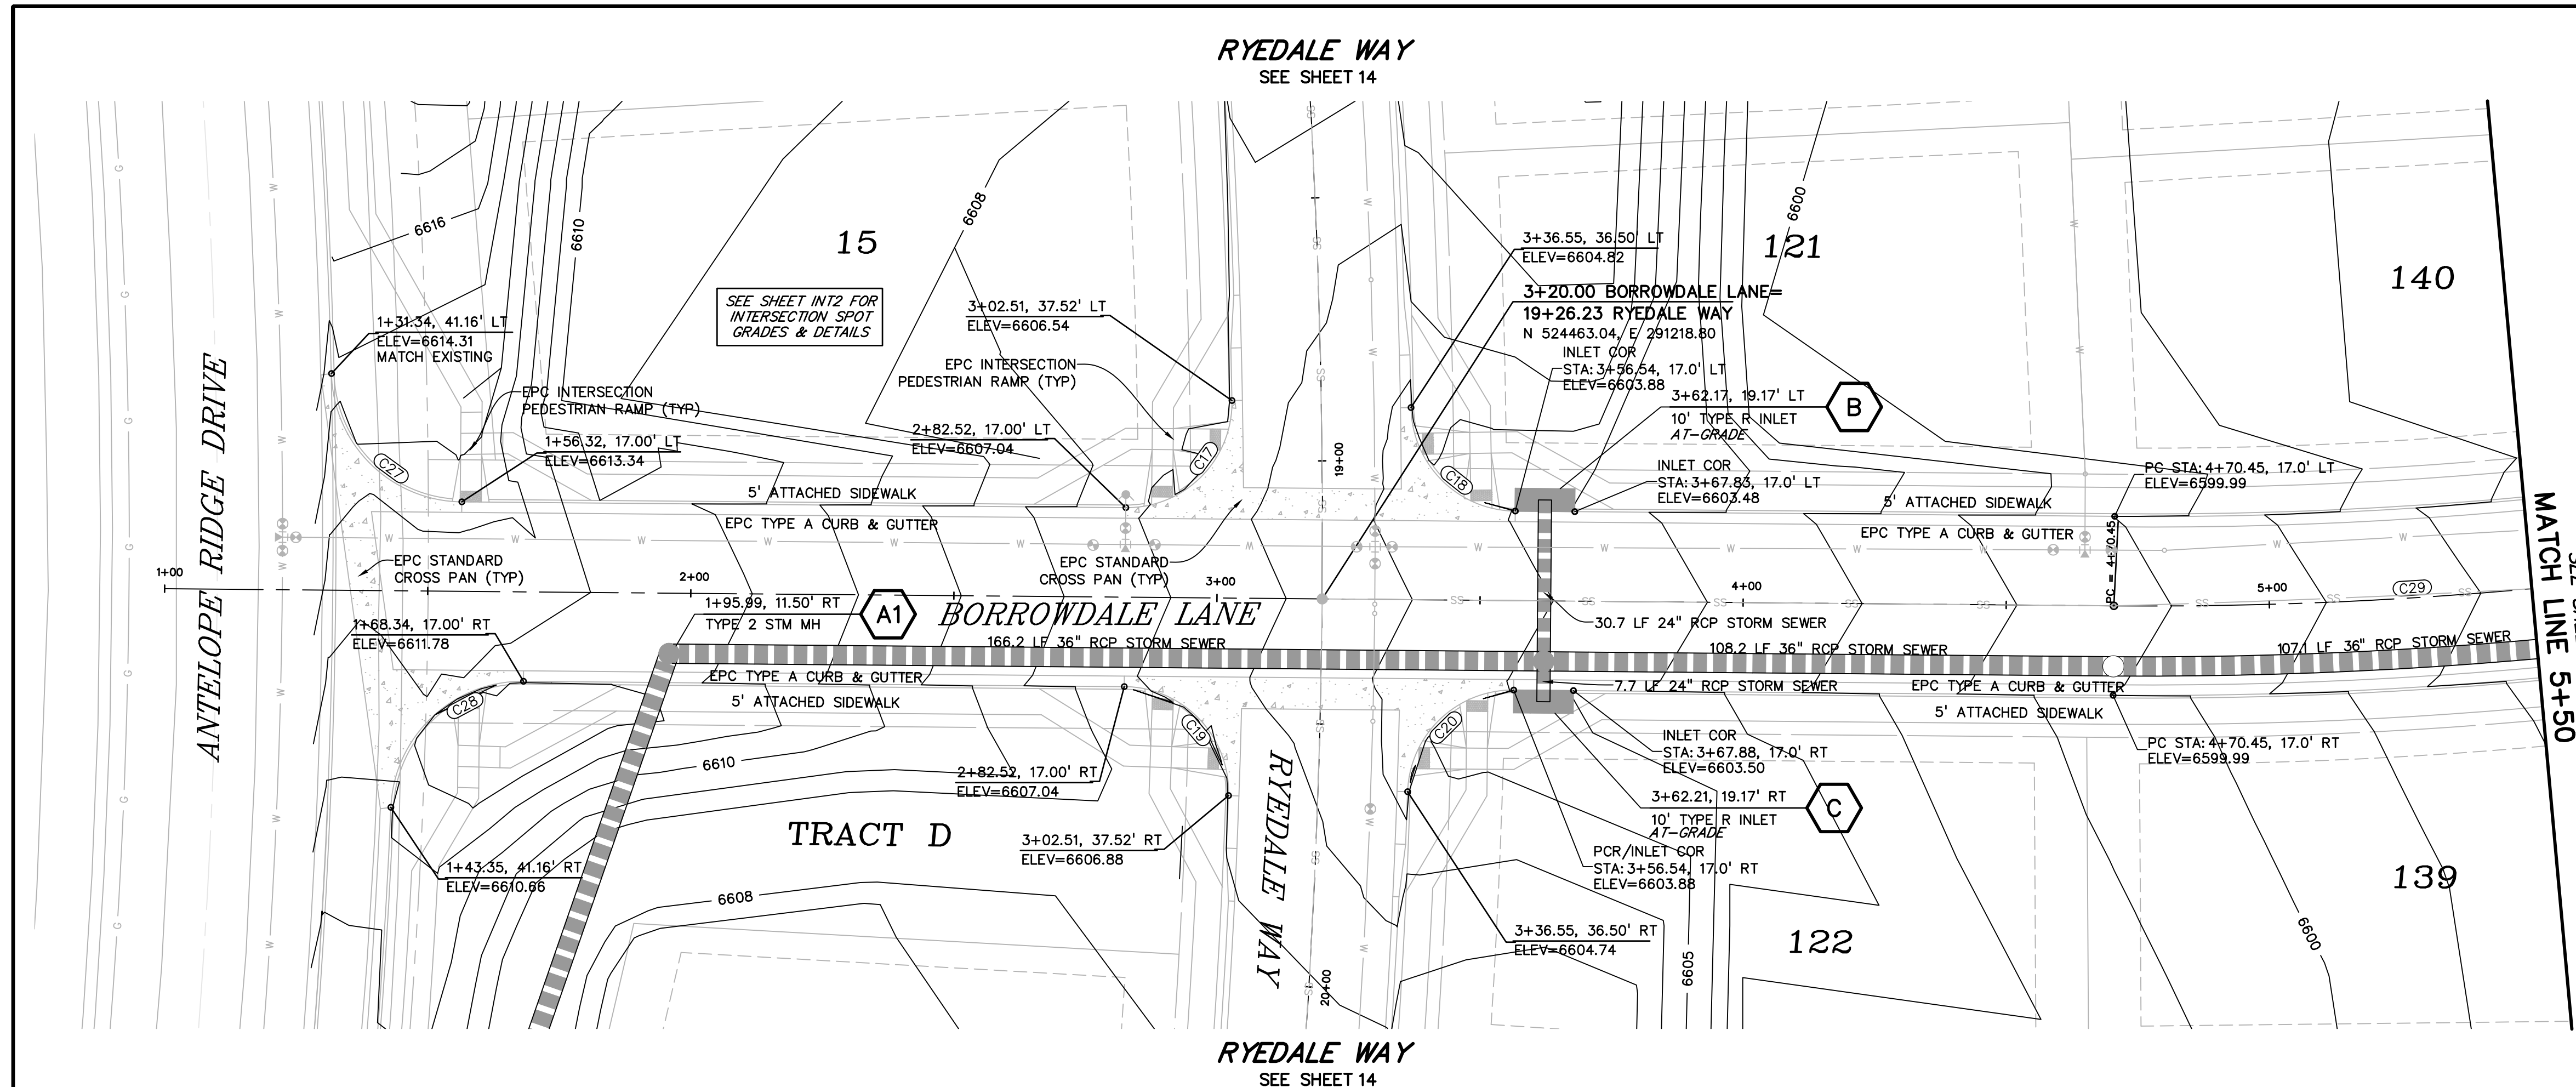 RYEDALE WAY
SEE SHEET 14
6616
6610
15
6608
6600
121
140
3+36.55, 36.50' LT
ELEV=6604.82
3+20.00 BORROWDALE LANE=
19+26.23 RYEDALE WAY
N 524463.04, E 291218.80
INLET COR
STA: 3+56.54, 17.0' LT
ELEV=6603.88
3+62.17, 19.17' LT
10' TYPE R INLET
AT-GRADE
B
INLET COR
STA: 3+67.83, 17.0' LT
ELEV=6603.48
SEE SHEET INT2 FOR
INTERSECTION SPOT
GRADES & DETAILS
3+02.51, 37.52' LT
ELEV=6606.54
1+31.34, 41.16' LT
ELEV=6614.31
MATCH EXISTING
EPC INTERSECTION
PEDESTRIAN RAMP (TYP)
EPC INTERSECTION
PEDESTRIAN RAMP (TYP)
2+82.52, 17.00' LT
ELEV=6607.04
1+56.32, 17.00' LT
ELEV=6613.34
C27
C17
C18
19+00
PC STA: 4+70.45, 17.0' LT
ELEV=6599.99
5' ATTACHED SIDEWALK
5' ATTACHED SIDEWALK
EPC TYPE A CURB & GUTTER
EPC TYPE A CURB & GUTTER
PC = 4+70.45
EPC STANDARD
CROSS PAN (TYP)
EPC STANDARD
CROSS PAN (TYP)
ANTELOPE RIDGE DRIVE
1+00
2+00
3+00
4+00
5+00
C29
1+95.99, 11.50' RT
TYPE 2 STM MH
A1
BORROWDALE LANE
30.7 LF 24" RCP STORM SEWER
1+68.34, 17.00' RT
ELEV=6611.78
166.2 LF 36" RCP STORM SEWER
108.2 LF 36" RCP STORM SEWER
107.1 LF 36" RCP STORM SEWER
EPC TYPE A CURB & GUTTER
7.7 LF 24" RCP STORM SEWER
EPC TYPE A CURB & GUTTER
5' ATTACHED SIDEWALK
5' ATTACHED SIDEWALK
C28
C19
C20
MATCH LINE 5+50
INLET COR
STA: 3+67.88, 17.0' RT
ELEV=6603.50
PC STA: 4+70.45, 17.0' RT
ELEV=6599.99
6610
2+82.52, 17.00' RT
ELEV=6607.04
3+62.21, 19.17' RT
10' TYPE R INLET
AT-GRADE
C
TRACT D
RYEDALE WAY
3+02.51, 37.52' RT
ELEV=6606.88
PCR/INLET COR
STA: 3+56.54, 17.0' RT
ELEV=6603.88
1+43.35, 41.16' RT
ELEV=6610.66
139
6608
3+36.55, 36.50' RT
ELEV=6604.74
122
6600
6605
20+00
RYEDALE WAY
SEE SHEET 14